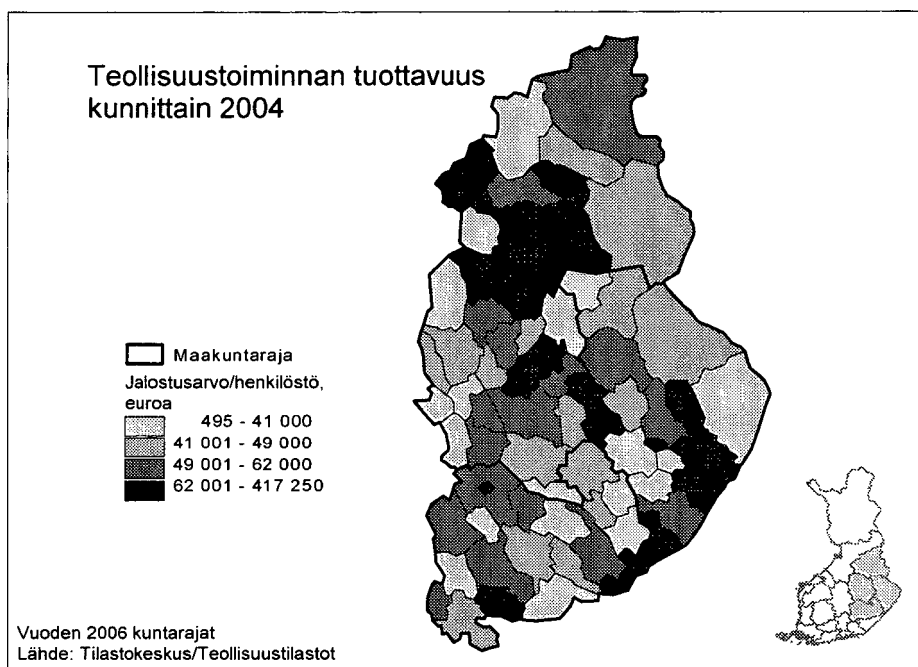 Teollisuustoiminnan tuottavuus
kunnittain 2004
Maakuntaraja
Jalostusarvo/henkilöstö,
euroa
495 - 41 000
41 001 - 49 000
49 001 - 62 000
62 001 - 417 250
Vuoden 2006 kuntarajat
Lähde: Tilastokeskus/Teollisuustilastot